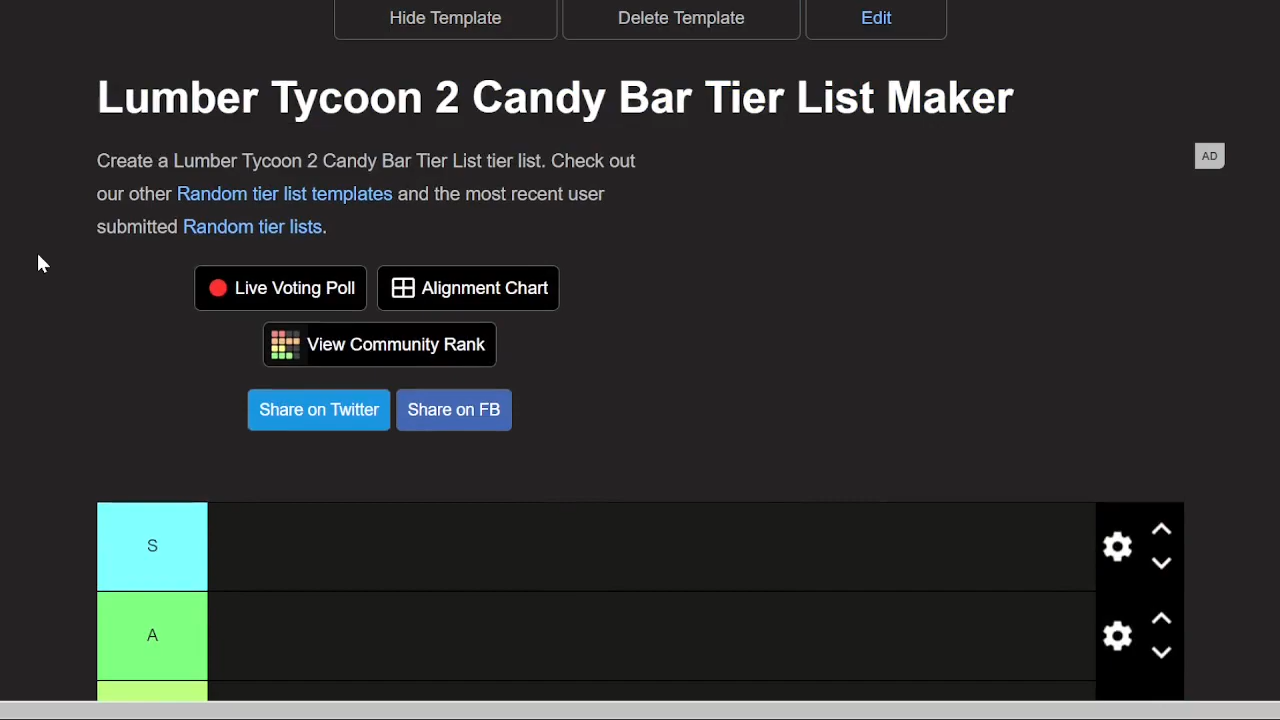 Hide Template
Delete Template
Edit
Lumber Tycoon 2 Candy Bar Tier List Maker
Create a Lumber Tycoon 2 Candy Bar Tier List tier list. Check out
our other Random tier list templates and the most recent user
submitted Random tier lists.
AD
Live Voting Poll
Alignment Chart
View Community Rank
Share on Twitter
Share on FB
S
A